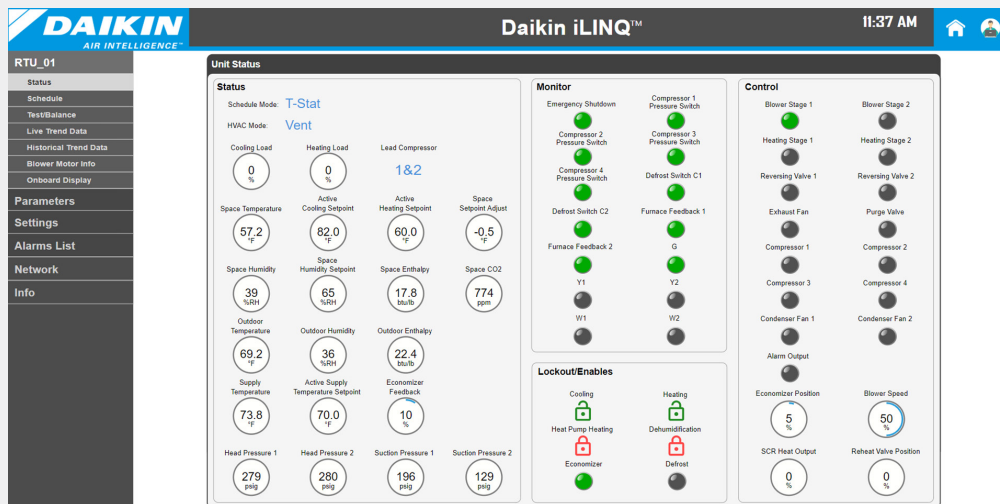 DAIKIN
AIR INTELLIGENCE™
Daikin iLINQ™
11:37 AM
RTU_01
Status
Schedule
Test/Balance
Live Trend Data
Historical Trend Data
Blower Motor Info
Onboard Display
Parameters
Settings
Alarms List
Network
Info
Unit Status
Status
Schedule Mode: T-Stat
HVAC Mode: Vent
Cooling Load Heating Load Lead Compressor
0 % 0 % 1&2
Space Temperature Active Cooling Setpoint Active Heating Setpoint Space Setpoint Adjust
57.2 °F 82.0 °F 60.0 °F -0.5 °F
Space Humidity Space Humidity Setpoint Space Enthalpy Space CO2
39 %RH 65 %RH 17.8 btu/lb 774 ppm
Outdoor Temperature Outdoor Humidity Outdoor Enthalpy
69.2 °F 36 %RH 22.4 btu/lb
Supply Temperature Active Supply Temperature Setpoint Economizer Feedback
73.8 °F 70.0 °F 10 %
Head Pressure 1 Head Pressure 2 Suction Pressure 1 Suction Pressure 2
279 psig 280 psig 196 psig 129 psig
Monitor
Emergency Shutdown Compressor 1 Pressure Switch
Compressor 2 Pressure Switch Compressor 3 Pressure Switch
Compressor 4 Pressure Switch Defrost Switch C1
Defrost Switch C2 Furnace Feedback 1
Furnace Feedback 2 G
Y1 Y2
W1 W2
Lockout/Enables
Cooling Heating
Heat Pump Heating Dehumidification
Economizer Defrost
Control
Blower Stage 1 Blower Stage 2
Heating Stage 1 Heating Stage 2
Reversing Valve 1 Reversing Valve 2
Exhaust Fan Purge Valve
Compressor 1 Compressor 2
Compressor 3 Compressor 4
Condenser Fan 1 Condenser Fan 2
Alarm Output
Economizer Position Blower Speed
5 % 50 %
SCR Heat Output Reheat Valve Position
0 % 0 %